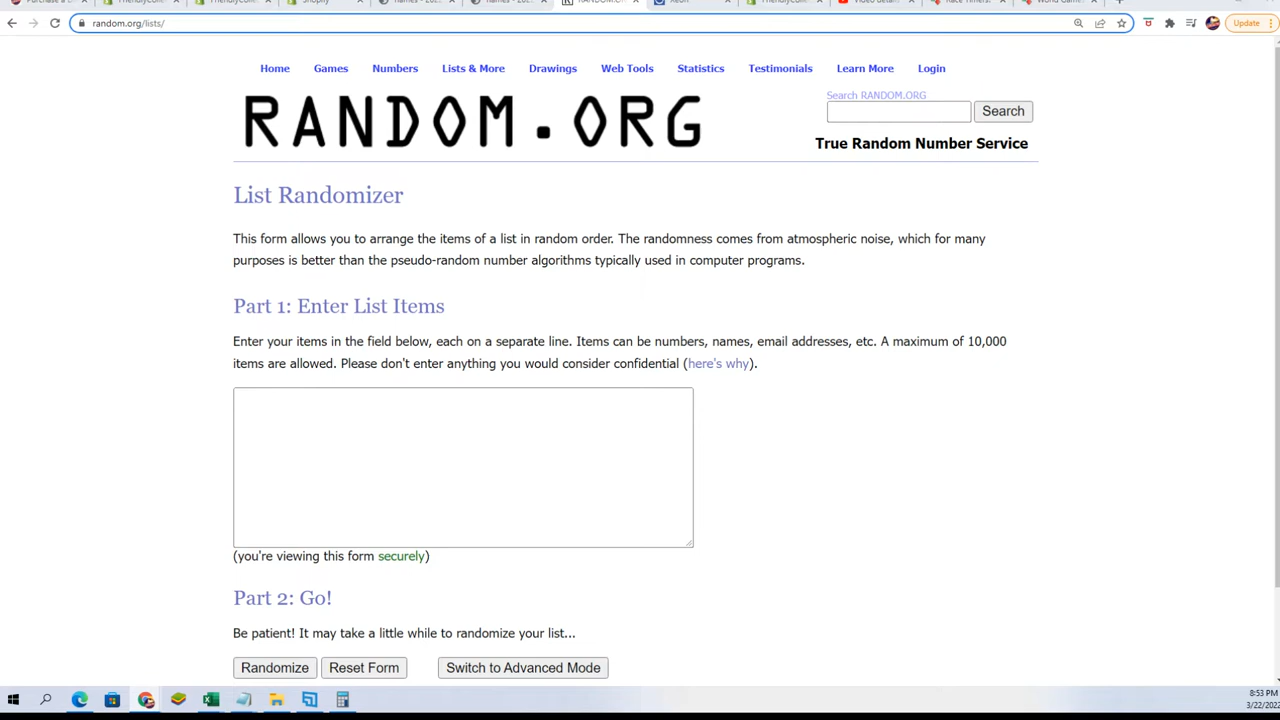 Shopify
random.org/lists/
Update
Home Games Numbers Lists & More Drawings Web Tools Statistics Testimonials Learn More Login
RANDOM.ORG
Search RANDOM.ORG
Search
True Random Number Service
List Randomizer
This form allows you to arrange the items of a list in random order. The randomness comes from atmospheric noise, which for many
purposes is better than the pseudo-random number algorithms typically used in computer programs.
Part 1: Enter List Items
Enter your items in the field below, each on a separate line. Items can be numbers, names, email addresses, etc. A maximum of 10,000
items are allowed. Please don't enter anything you would consider confidential (here's why).
(you're viewing this form securely)
Part 2: Go!
Be patient! It may take a little while to randomize your list...
Randomize Reset Form Switch to Advanced Mode
8:53 PM